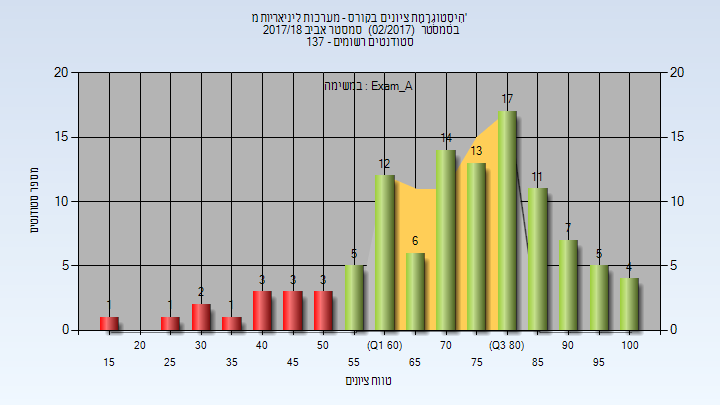 היסטוגרמת ציונים בקורס - מערכות ליניאריות מ'
בסמסטר (02/2017) סמסטר אביב 2017/18
סטודנטים רשומים - 137
במשימה : Exam_A
מספר סטודנטים
20 20
15 15
10 10
5 5
0 0
1 1 2 1 3 3 3 5 12 6 14 13 17 11 7 5 4
20 30 40 50 (Q1 60) 70 (Q3 80) 90 100
15 25 35 45 55 65 75 85 95
טווח ציונים